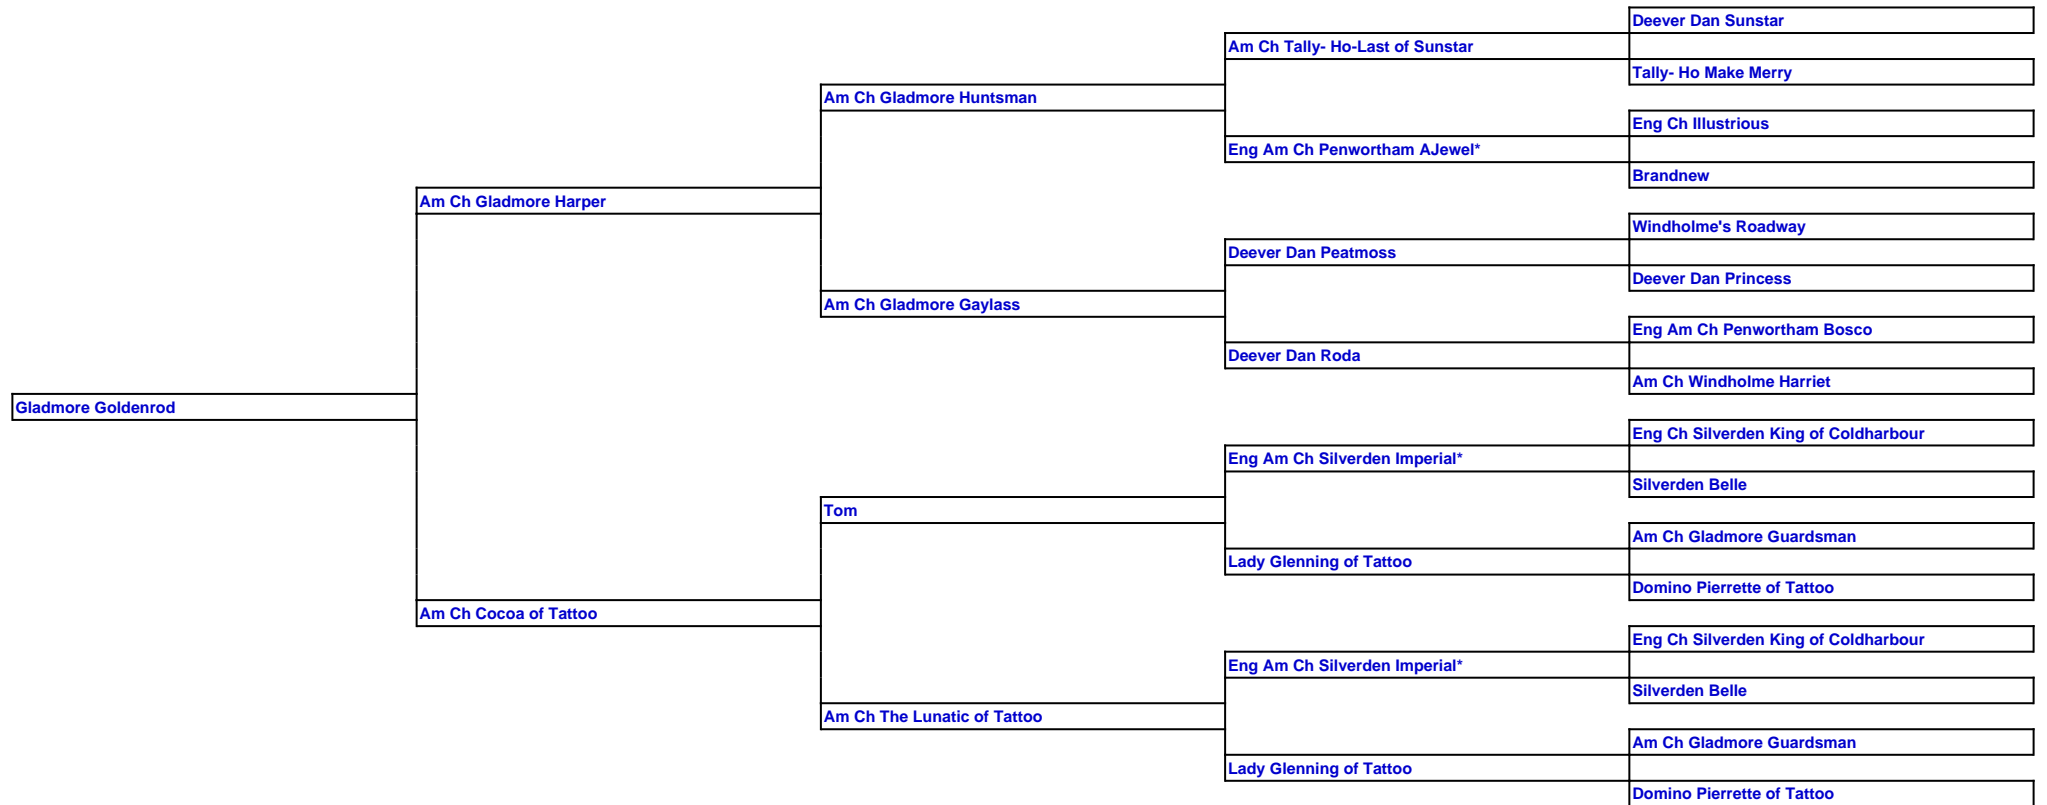 Deever Dan Sunstar
Am Ch Tally- Ho-Last of Sunstar
Tally- Ho Make Merry
Am Ch Gladmore Huntsman
Eng Ch Illustrious
Eng Am Ch Penwortham AJewel*
Brandnew
Am Ch Gladmore Harper
Windholme's Roadway
Deever Dan Peatmoss
Deever Dan Princess
Am Ch Gladmore Gaylass
Eng Am Ch Penwortham Bosco
Deever Dan Roda
Am Ch Windholme Harriet
Gladmore Goldenrod
Eng Ch Silverden King of Coldharbour
Eng Am Ch Silverden Imperial*
Silverden Belle
Tom
Am Ch Gladmore Guardsman
Lady Glenning of Tattoo
Domino Pierrette of Tattoo
Am Ch Cocoa of Tattoo
Eng Ch Silverden King of Coldharbour
Eng Am Ch Silverden Imperial*
Silverden Belle
Am Ch The Lunatic of Tattoo
Am Ch Gladmore Guardsman
Lady Glenning of Tattoo
Domino Pierrette of Tattoo